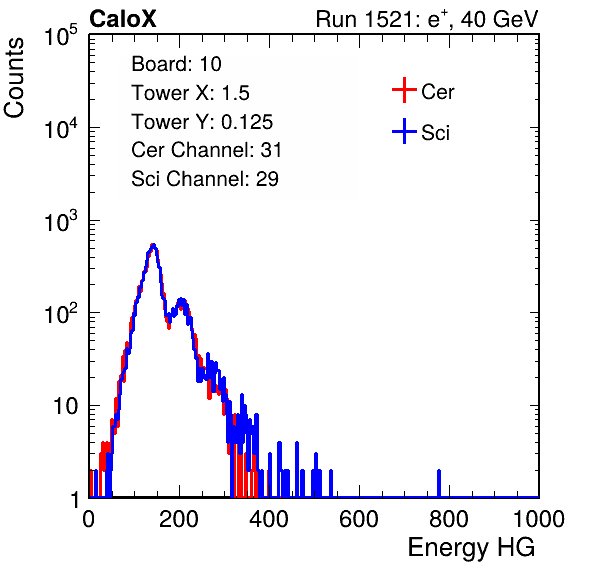 CaloX Run 1521: e⁺, 40 GeV
Counts
Board: 10
Tower X: 1.5
Tower Y: 0.125
Cer Channel: 31
Sci Channel: 29
Cer
Sci
10⁵
10⁴
10³
10²
10
1
0 200 400 600 800 1000
Energy HG